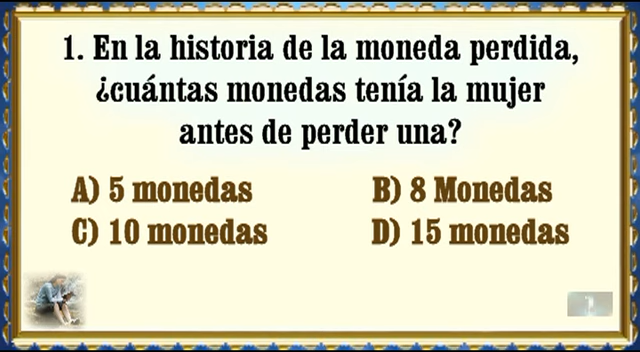 1. En la historia de la moneda perdida,
¿cuántas monedas tenía la mujer
antes de perder una?
A) 5 monedas
B) 8 Monedas
C) 10 monedas
D) 15 monedas